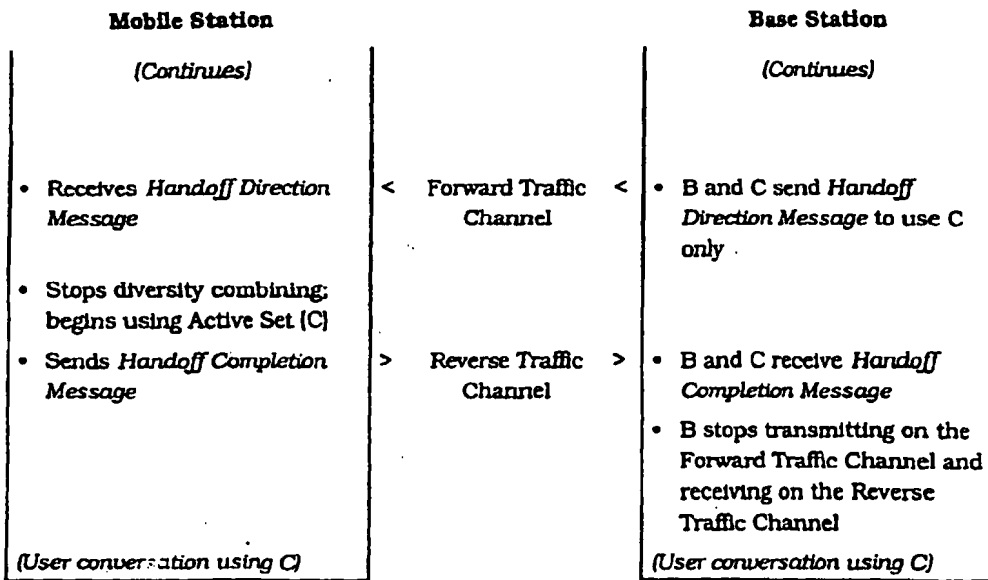 Mobile Station
Base Station
(Continues)
(Continues)
• Receives Handoff Direction
Message
< Forward Traffic <
Channel
• B and C send Handoff
Direction Message to use C
only
• Stops diversity combining;
begins using Active Set {C}
• Sends Handoff Completion
Message
> Reverse Traffic >
Channel
• B and C receive Handoff
Completion Message
• B stops transmitting on the
Forward Traffic Channel and
receiving on the Reverse
Traffic Channel
(User conversation using C)
(User conversation using C)